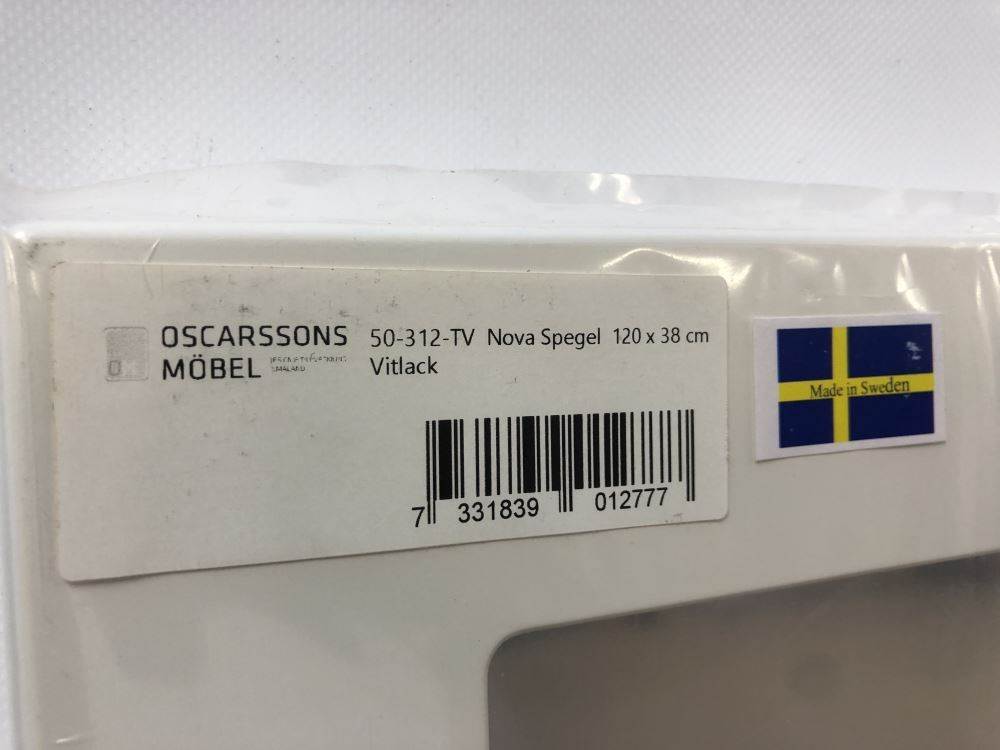 OSCARSSONS
MÖBEL
50-312-TV Nova Spegel 120 x 38 cm
Vitlack
7 331839 012777
Made in Sweden